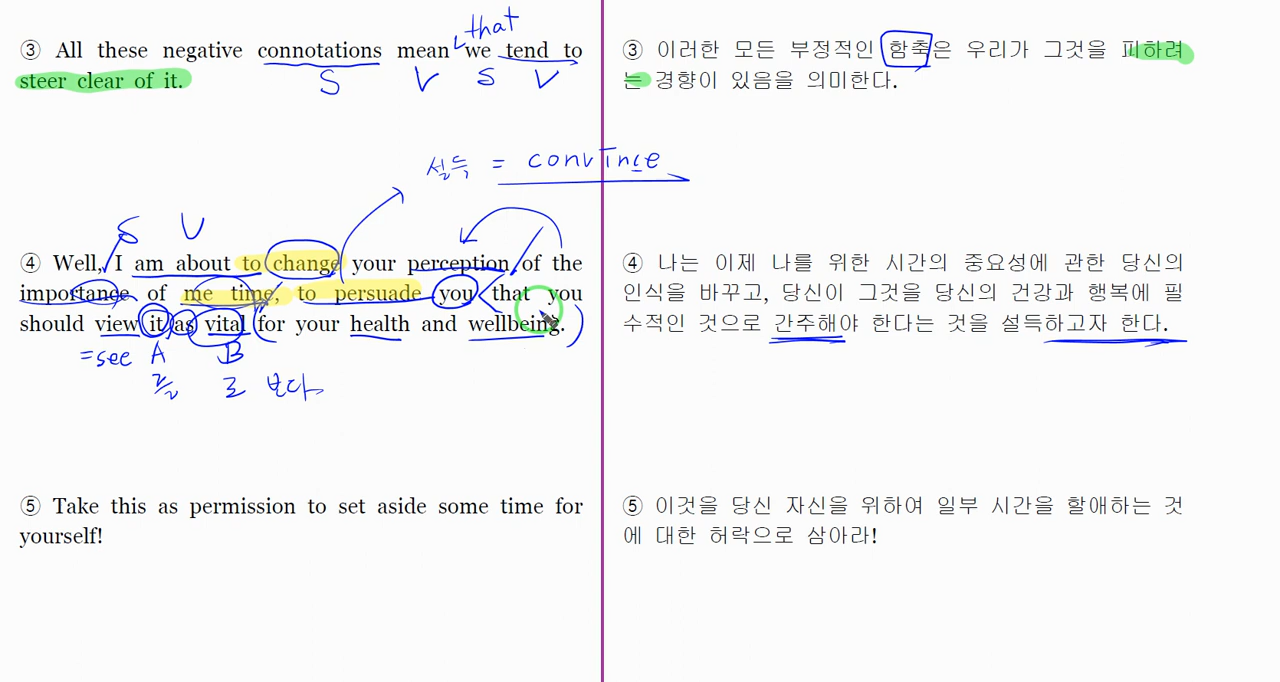 that
③ All these negative connotations mean we tend to
steer clear of it.
S V S V
설득 = convince
S V
④ Well, I am about to change your perception of the
importance of me time, to persuade you that you
should view it as vital for your health and wellbeing.
=see A B
를 로 보다
⑤ Take this as permission to set aside some time for
yourself!
③ 이러한 모든 부정적인 함축은 우리가 그것을 피하려
는 경향이 있음을 의미한다.
④ 나는 이제 나를 위한 시간의 중요성에 관한 당신의
인식을 바꾸고, 당신이 그것을 당신의 건강과 행복에 필
수적인 것으로 간주해야 한다는 것을 설득하고자 한다.
⑤ 이것을 당신 자신을 위하여 일부 시간을 할애하는 것
에 대한 허락으로 삼아라!